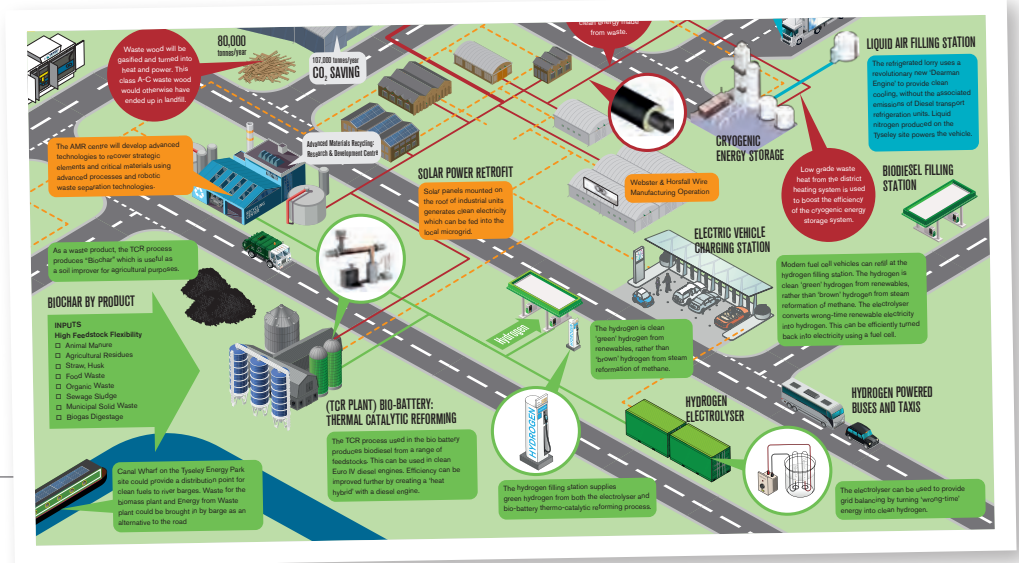 clean energy made
from waste.
Waste wood will be
gasified and turned into
heat and power. This
class A-C waste wood
would otherwise have
ended up in landfill.
80,000
tonnes/year
107,000 tonnes/year
CO2 SAVING
LIQUID AIR FILLING STATION
The refrigerated lorry uses a
revolutionary new 'Dearman
Engine' to provide clean
cooling, without the associated
emissions of Diesel transport
refrigeration units. Liquid
nitrogen produced on the
Tyseley site powers the vehicle.
CRYOGENIC
ENERGY STORAGE
The AMR centre will develop advanced
technologies to recover strategic
elements and critical materials using
advanced processes and robotic
waste separation technologies.
Advanced Materials Recycling:
Research & Development Centre
RECYCLING
CENTRE
SOLAR POWER RETROFIT
Solar panels mounted on
the roof of industrial units
generates clean electricity
which can be fed into the
local microgrid.
Webster & Horsfall Wire
Manufacturing Operation
Low grade waste
heat from the district
heating system is used
to boost the efficiency
of the cryogenic energy
storage system.
BIODIESEL FILLING
STATION
ELECTRIC VEHICLE
CHARGING STATION
Modern fuel cell vehicles can refill at the
hydrogen filling station. The hydrogen is
clean 'green' hydrogen from renewables,
rather than 'brown' hydrogen from steam
reformation of methane. The electrolyser
converts wrong-time renewable electricity
into hydrogen. This can be efficiently turned
back into electricity using a fuel cell.
As a waste product, the TCR process
produces "Biochar" which is useful as
a soil improver for agricultural purposes.
BIOCHAR BY PRODUCT
INPUTS
High Feedstock Flexibility
☐ Animal Manure
☐ Agricultural Residues
☐ Straw, Husk
☐ Food Waste
☐ Organic Waste
☐ Sewage Sludge
☐ Municipal Solid Waste
☐ Biogas Digestage
Hydrogen
The hydrogen is clean
'green' hydrogen from
renewables, rather than
'brown' hydrogen from steam
reformation of methane.
(TCR PLANT) BIO-BATTERY:
THERMAL CATALYTIC REFORMING
The TCR process used in the bio battery
produces biodiesel from a range of
feedstocks. This can be used in clean
Euro IV diesel engines. Efficiency can be
improved further by creating a 'heat
hybrid' with a diesel engine.
HYDROGEN
The hydrogen filling station supplies
green hydrogen from both the electrolyser and
bio-battery thermo-catalytic reforming process.
HYDROGEN
ELECTROLYSER
HYDROGEN POWERED
BUSES AND TAXIS
The electrolyser can be used to provide
grid balancing by turning 'wrong-time'
energy into clean hydrogen.
Canal Wharf on the Tyseley Energy Park
site could provide a distribution point for
clean fuels to river barges. Waste for the
biomass plant and Energy from Waste
plant could be brought in by barge as an
alternative to the road